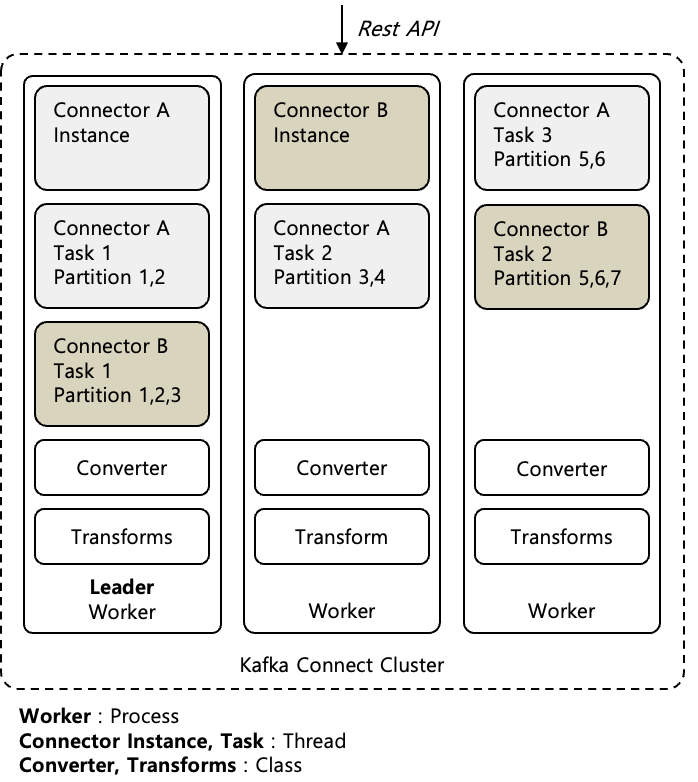 Rest API
Connector A
Instance
Connector A
Task 1
Partition 1,2
Connector B
Task 1
Partition 1,2,3
Converter
Transforms
Leader
Worker
Connector B
Instance
Connector A
Task 2
Partition 3,4
Converter
Transform
Worker
Connector A
Task 3
Partition 5,6
Connector B
Task 2
Partition 5,6,7
Converter
Transforms
Worker
Kafka Connect Cluster
Worker : Process
Connector Instance, Task : Thread
Converter, Transforms : Class